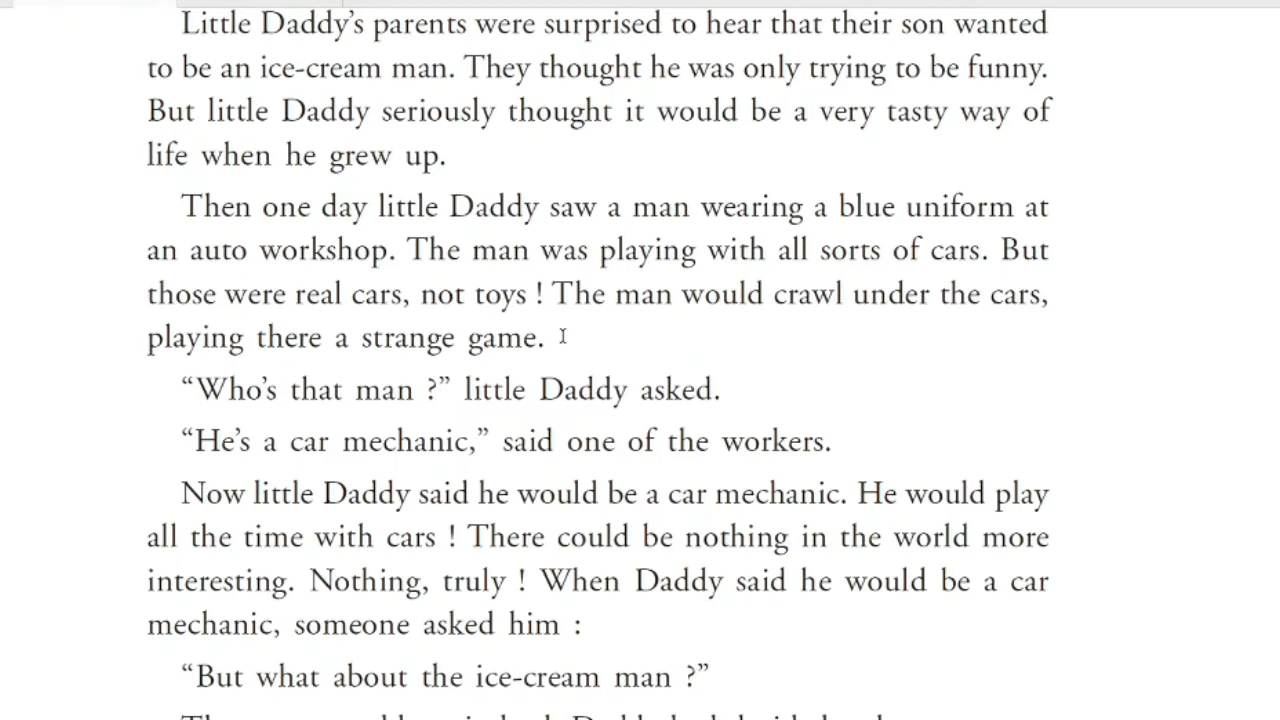 Little Daddy’s parents were surprised to hear that their son wanted
to be an ice-cream man. They thought he was only trying to be funny.
But little Daddy seriously thought it would be a very tasty way of
life when he grew up.
Then one day little Daddy saw a man wearing a blue uniform at
an auto workshop. The man was playing with all sorts of cars. But
those were real cars, not toys ! The man would crawl under the cars,
playing there a strange game.
“Who’s that man ?” little Daddy asked.
“He’s a car mechanic,” said one of the workers.
Now little Daddy said he would be a car mechanic. He would play
all the time with cars ! There could be nothing in the world more
interesting. Nothing, truly ! When Daddy said he would be a car
mechanic, someone asked him :
“But what about the ice-cream man ?”